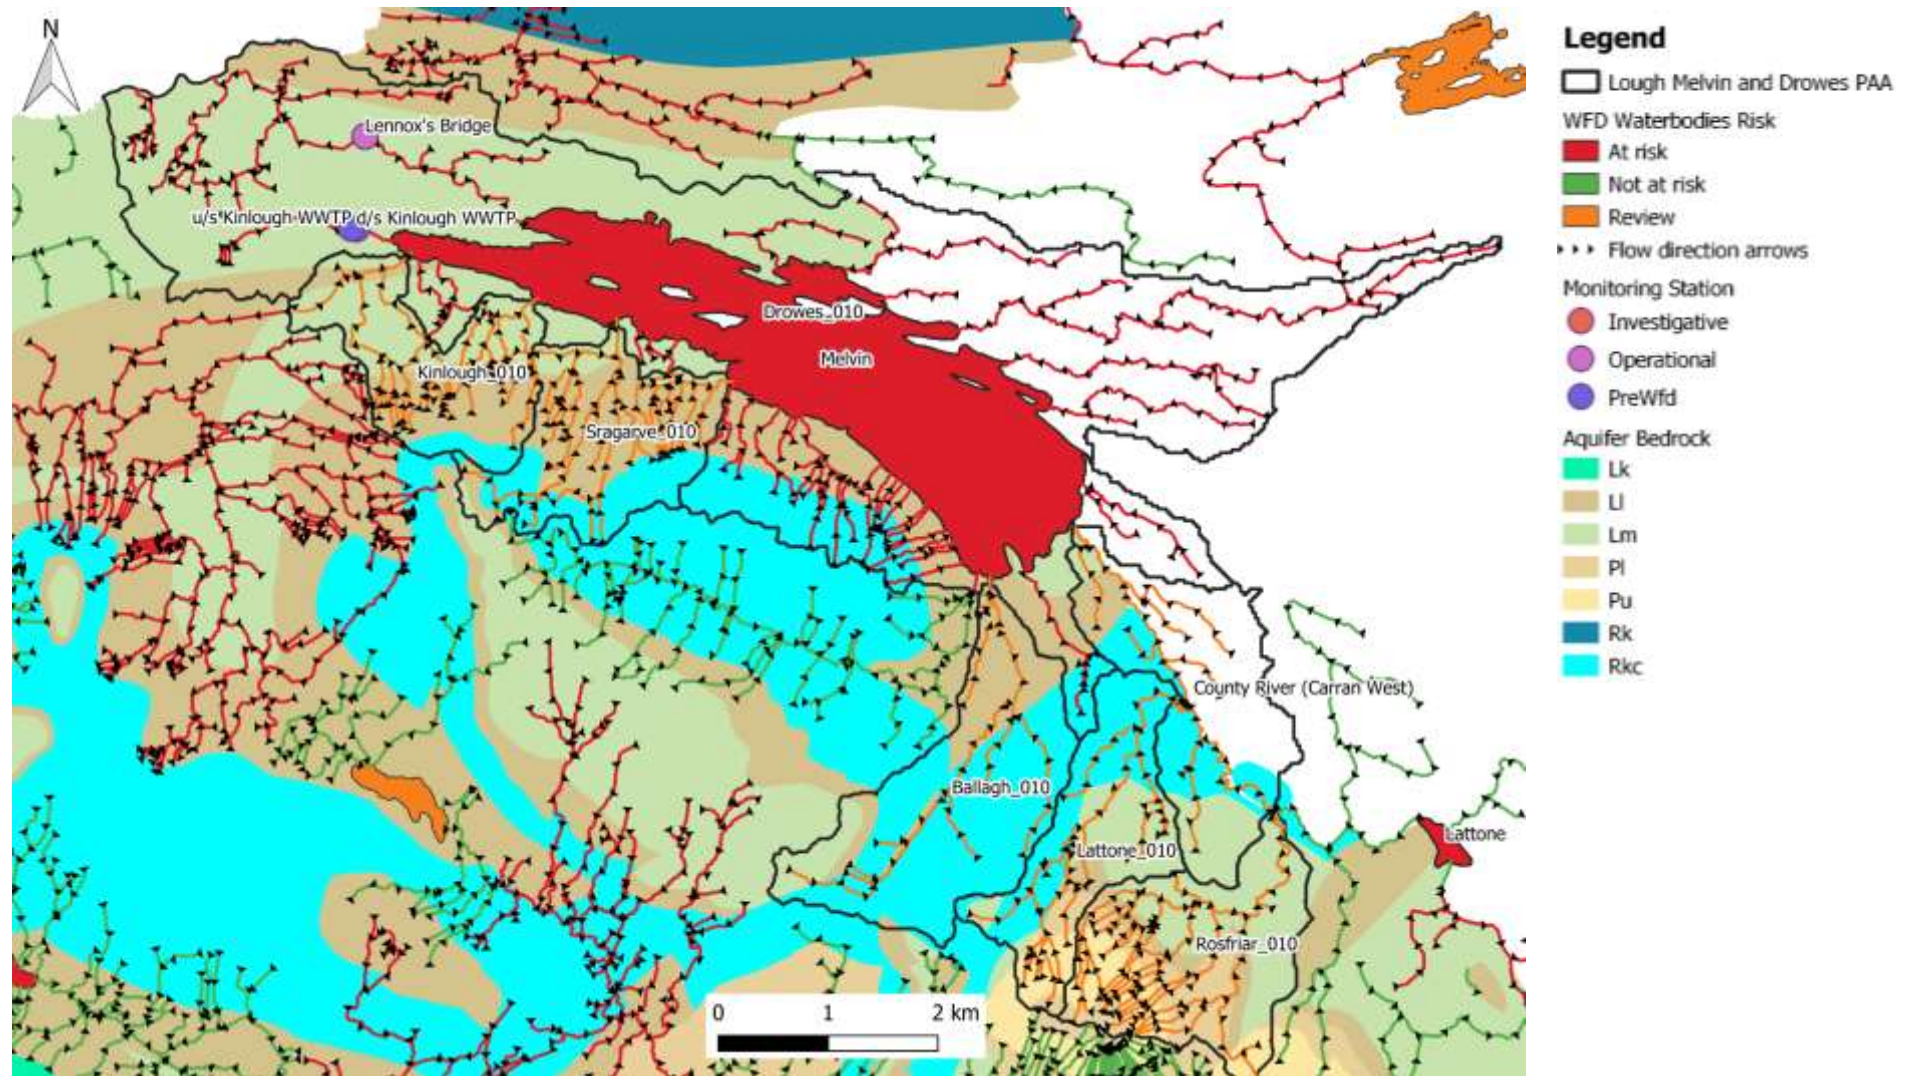 N
Lennox's Bridge
u/s Kinlough WWTP d/s Kinlough WWTP
Drowes_010
Melvin
Kinlough_010
Sragarve_010
County River (Carran West)
Ballagh_010
Lattone
Lattone_010
Rosfriar_010
0 1 2 km
Legend
Lough Melvin and Drowes PAA
WFD Waterbodies Risk
At risk
Not at risk
Review
Flow direction arrows
Monitoring Station
Investigative
Operational
PreWfd
Aquifer Bedrock
Lk
Ll
Lm
Pl
Pu
Rk
Rkc